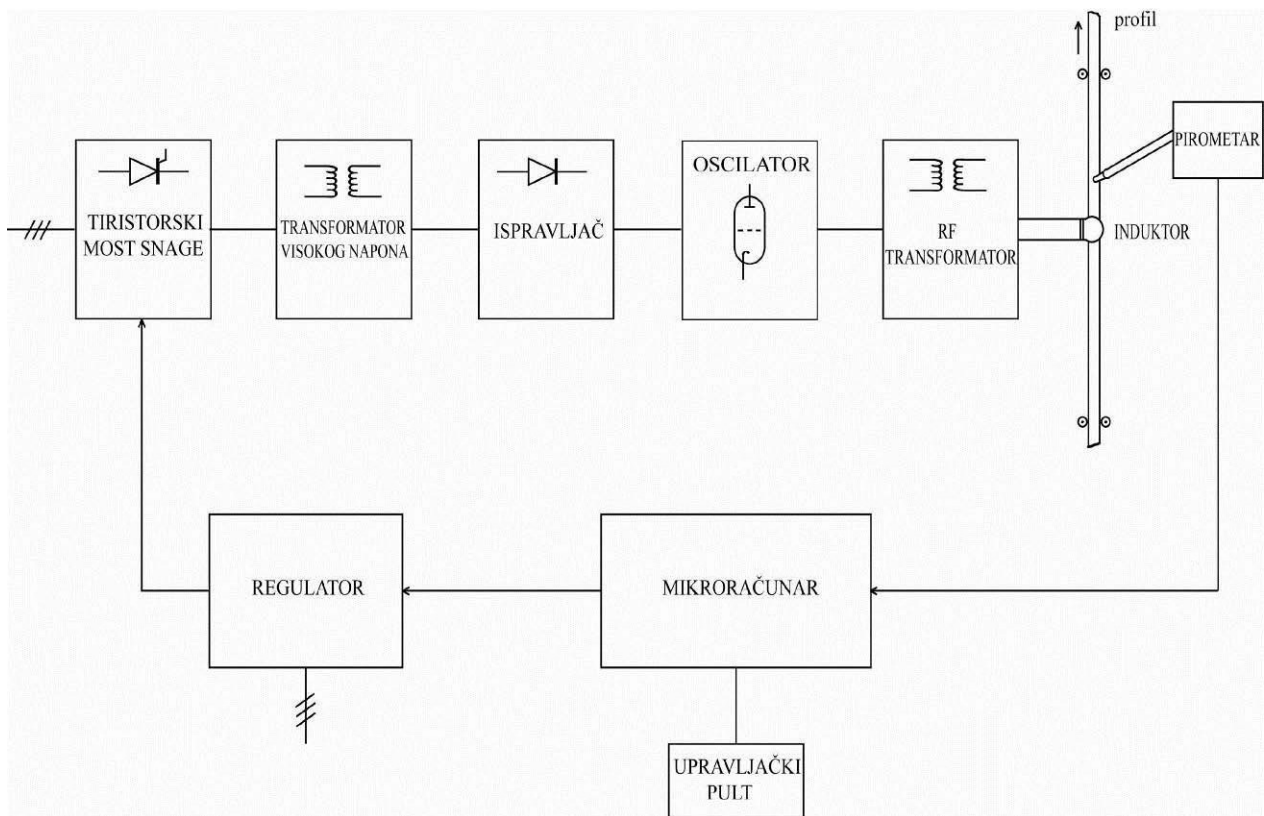 profil
PIROMETAR
TIRISTORSKI
MOST SNAGE
TRANSFORMATOR
VISOKOG NAPONA
ISPRAVLJAČ
OSCILATOR
RF
TRANSFORMATOR
INDUKTOR
REGULATOR
MIKRORAČUNAR
UPRAVLJAČKI
PULT